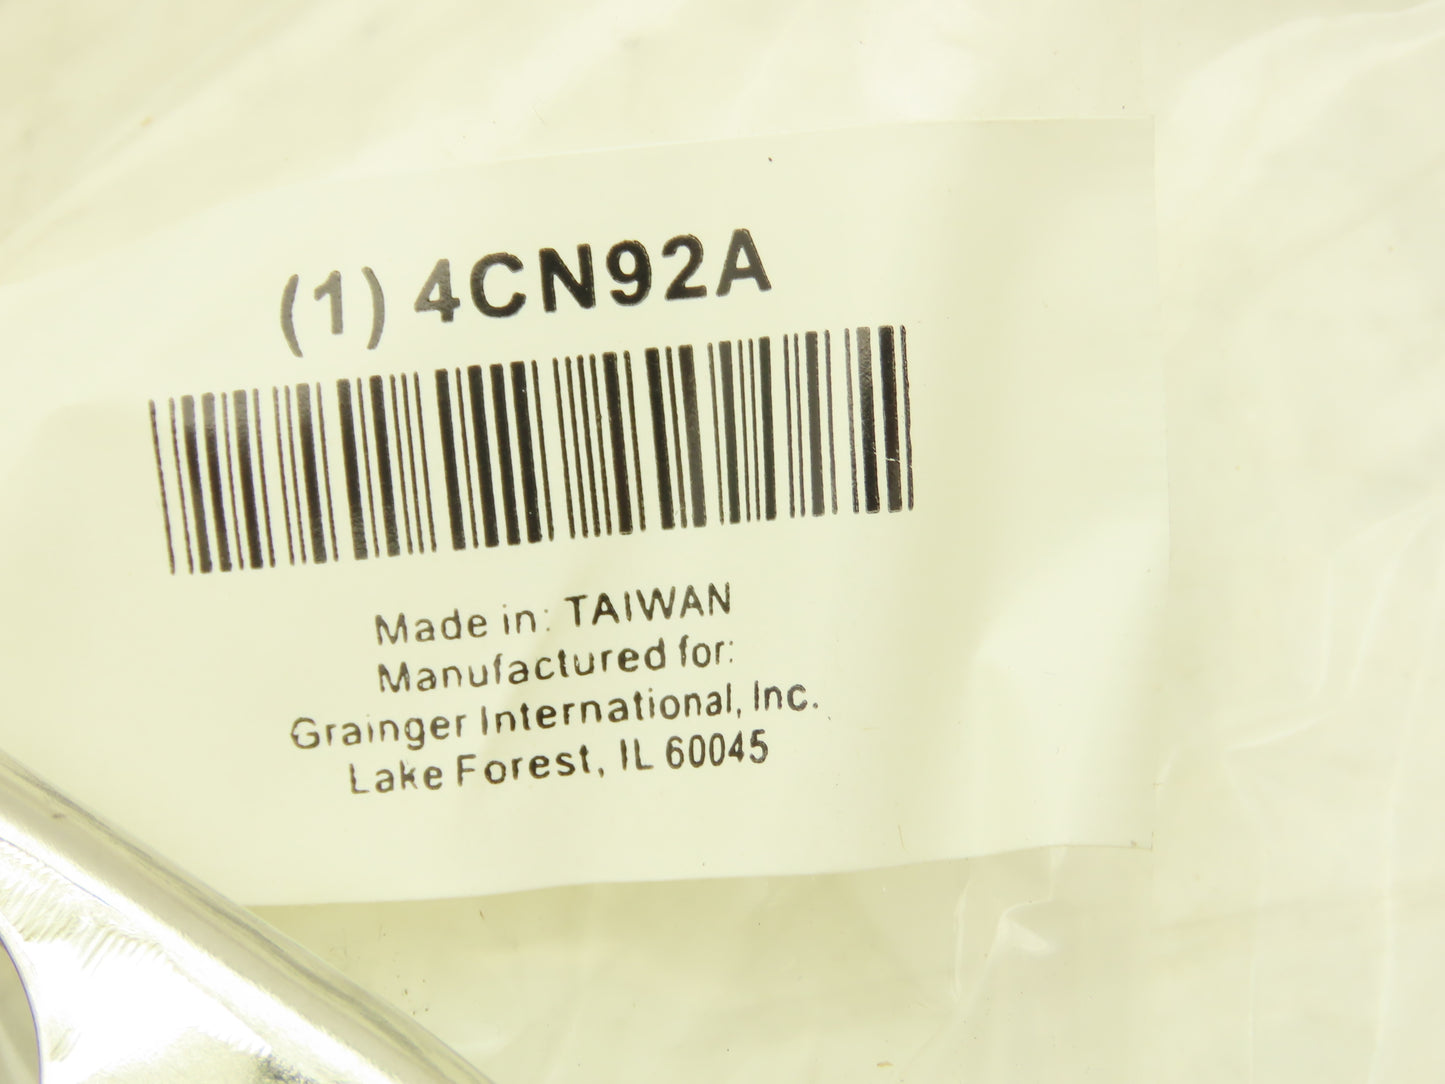 (1) 4CN92A
Made in: TAIWAN
Manufactured for:
Grainger International, Inc.
Lake Forest, IL 60045